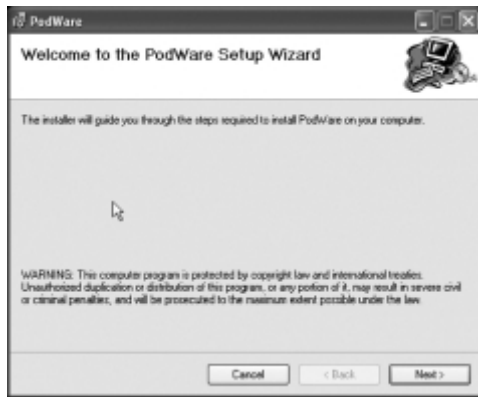 PodWare
Welcome to the PodWare Setup Wizard
The installer will guide you through the steps required to install PodWare on your computer.
WARNING: This computer program is protected by copyright law and international treaties.
Unauthorized duplication or distribution of this program, or any portion of it, may result in severe civil
or criminal penalties, and will be prosecuted to the maximum extent possible under the law.
Cancel
< Back
Next >